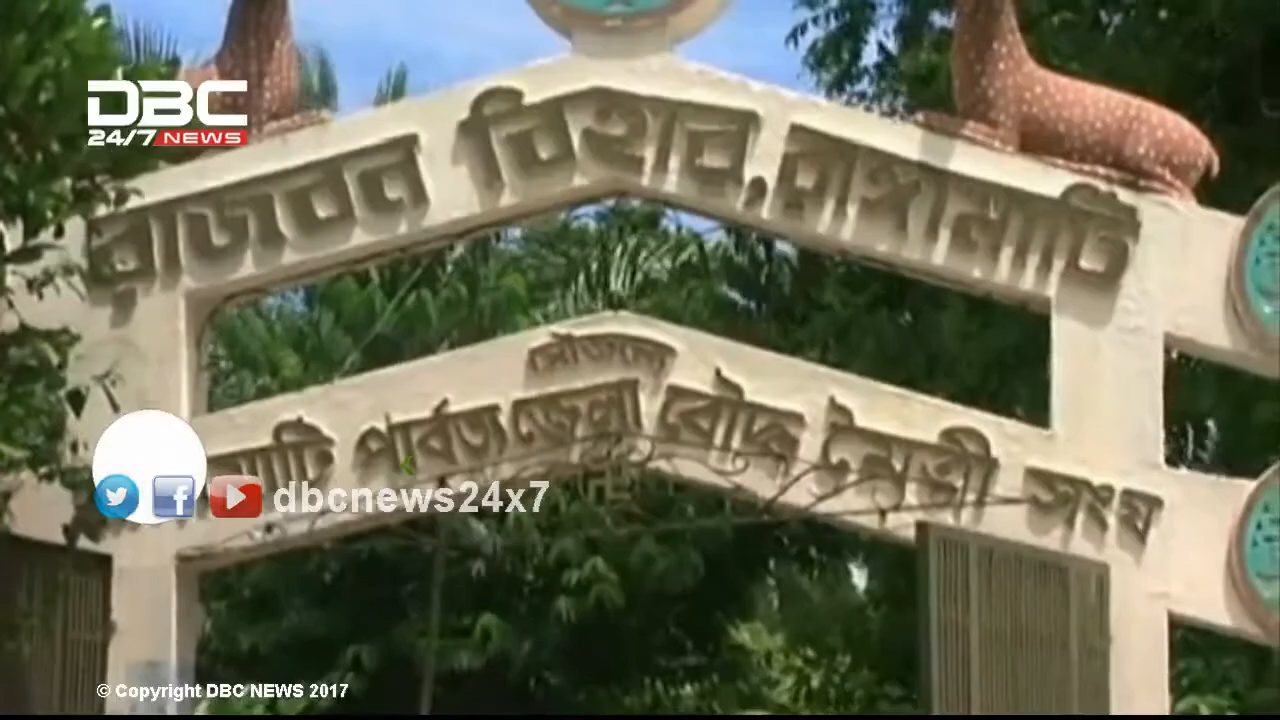 DBC
24/7 NEWS
রাজবন বিহার, রাঙ্গামাটি
সৌজন্যে
মাটি পার্বত্য জেলা বৌদ্ধ মৈত্রী সংঘ
dbcnews24x7
© Copyright DBC NEWS 2017